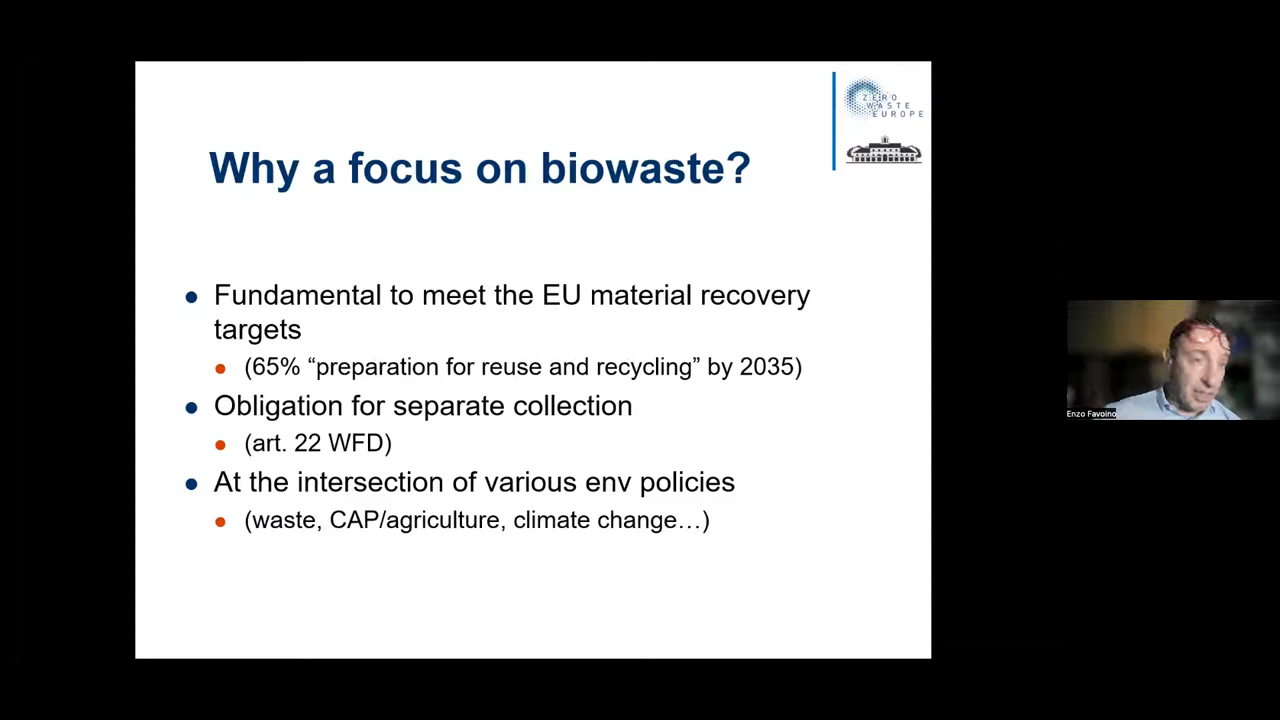 ZERO
WASTE
EUROPE
Why a focus on biowaste?
● Fundamental to meet the EU material recovery
targets
● (65% “preparation for reuse and recycling” by 2035)
● Obligation for separate collection
● (art. 22 WFD)
● At the intersection of various env policies
● (waste, CAP/agriculture, climate change…)
Enzo Favoino